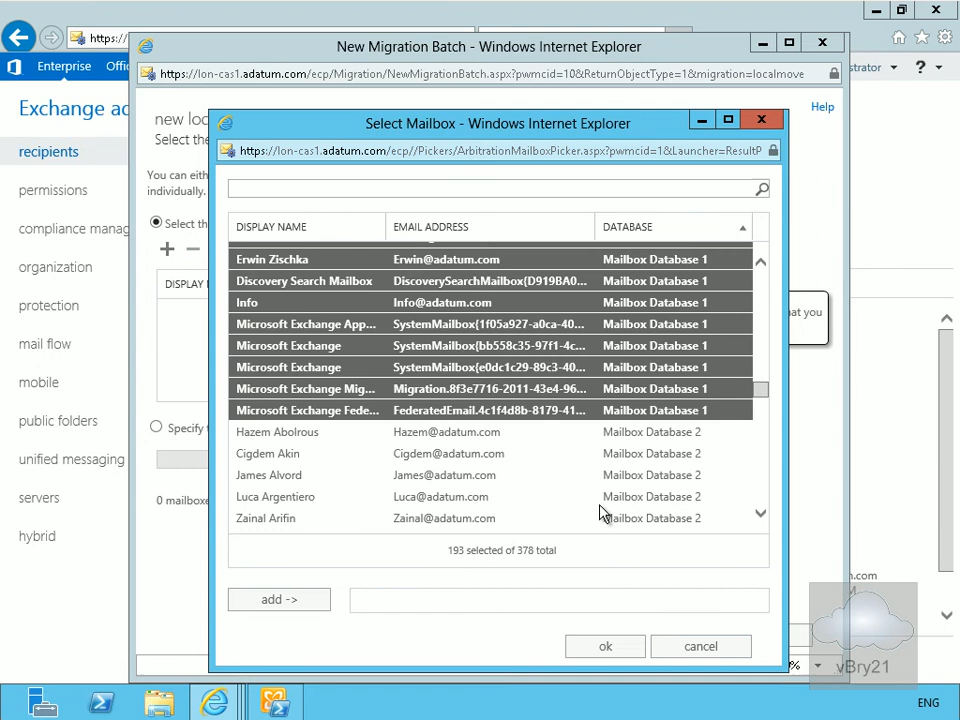 https:/
New Migration Batch - Windows Internet Explorer
Enterprise
https://lon-cas1.adatum.com/ecp/Migration/NewMigrationBatch.aspx?pwmcid=10&ReturnObjectType=1&migration=localmove
strator
?
Exchange ad
new loc
Help
Select the
Select Mailbox - Windows Internet Explorer
recipients
https://lon-cas1.adatum.com/ecp//Pickers/ArbitrationMailboxPicker.aspx?pwmcid=1&Launcher=ResultP
You can eith
individually.
permissions
compliance manag
Select th
DISPLAY NAME EMAIL ADDRESS DATABASE
organization
Erwin Zischka Erwin@adatum.com Mailbox Database 1
Discovery Search Mailbox DiscoverySearchMailbox{D919BA0... Mailbox Database 1
DISPLAY
Info Info@adatum.com Mailbox Database 1
protection
hat you
Microsoft Exchange App... SystemMailbox{1f05a927-a0ca-40... Mailbox Database 1
mail flow
Microsoft Exchange SystemMailbox{bb558c35-97f1-4c... Mailbox Database 1
Microsoft Exchange SystemMailbox{e0dc1c29-89c3-40... Mailbox Database 1
mobile
Microsoft Exchange Mig... Migration.8f3e7716-2011-43e4-96... Mailbox Database 1
Microsoft Exchange Fede... FederatedEmail.4c1f4d8b-8179-41... Mailbox Database 1
public folders
Specify
Hazem Abolrous Hazem@adatum.com Mailbox Database 2
Cigdem Akin Cigdem@adatum.com Mailbox Database 2
unified messaging
James Alvord James@adatum.com Mailbox Database 2
servers
0 mailboxe
Luca Argentiero Luca@adatum.com Mailbox Database 2
Zainal Arifin Zainal@adatum.com Mailbox Database 2
hybrid
193 selected of 378 total
add ->
ok
cancel
vBry21
ENG